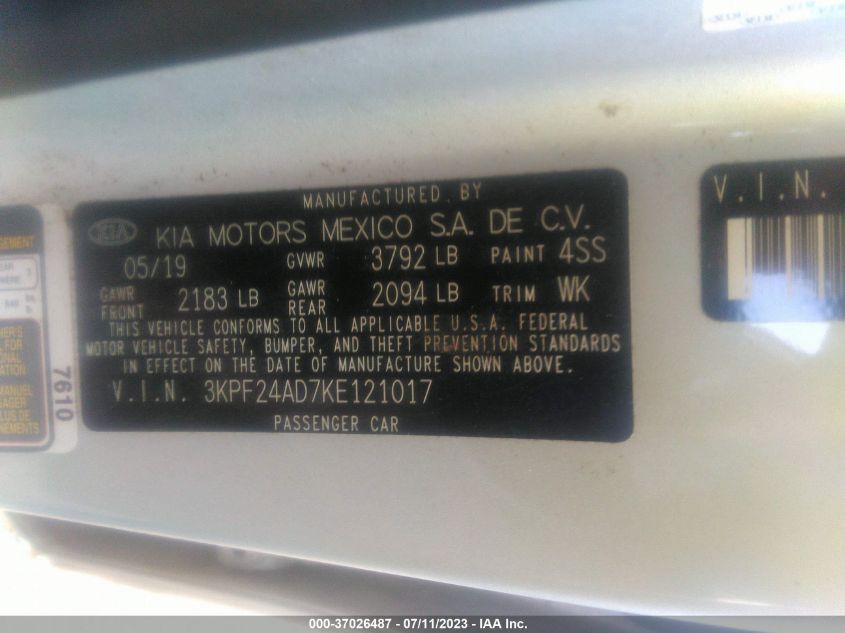 MANUFACTURED BY
KIA KIA MOTORS MEXICO S.A. DE C.V.
05/19 GVWR 3792 LB PAINT 4SS
GAWR FRONT 2183 LB GAWR REAR 2094 LB TRIM WK
THIS VEHICLE CONFORMS TO ALL APPLICABLE U.S.A. FEDERAL
MOTOR VEHICLE SAFETY, BUMPER, AND THEFT PREVENTION STANDARDS
IN EFFECT ON THE DATE OF MANUFACTURE SHOWN ABOVE.
V.I.N. 3KPF24AD7KE121017
PASSENGER CAR
7610
V.I.N.
000-37026487 - 07/11/2023 - IAA Inc.